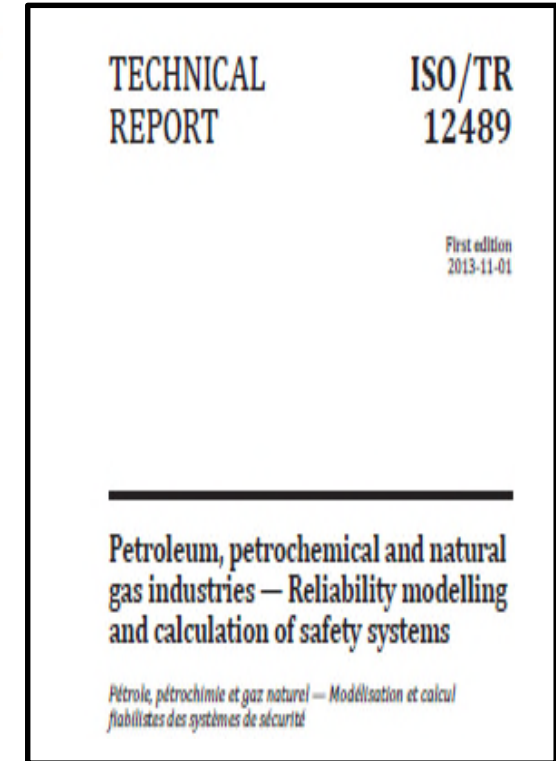 TECHNICAL REPORT
ISO/TR 12489
First edition
2013-11-01
Petroleum, petrochemical and natural
gas industries — Reliability modelling
and calculation of safety systems
Pétrole, pétrochimie et gaz naturel — Modélisation et calcul
fiabilistes des systèmes de sécurité